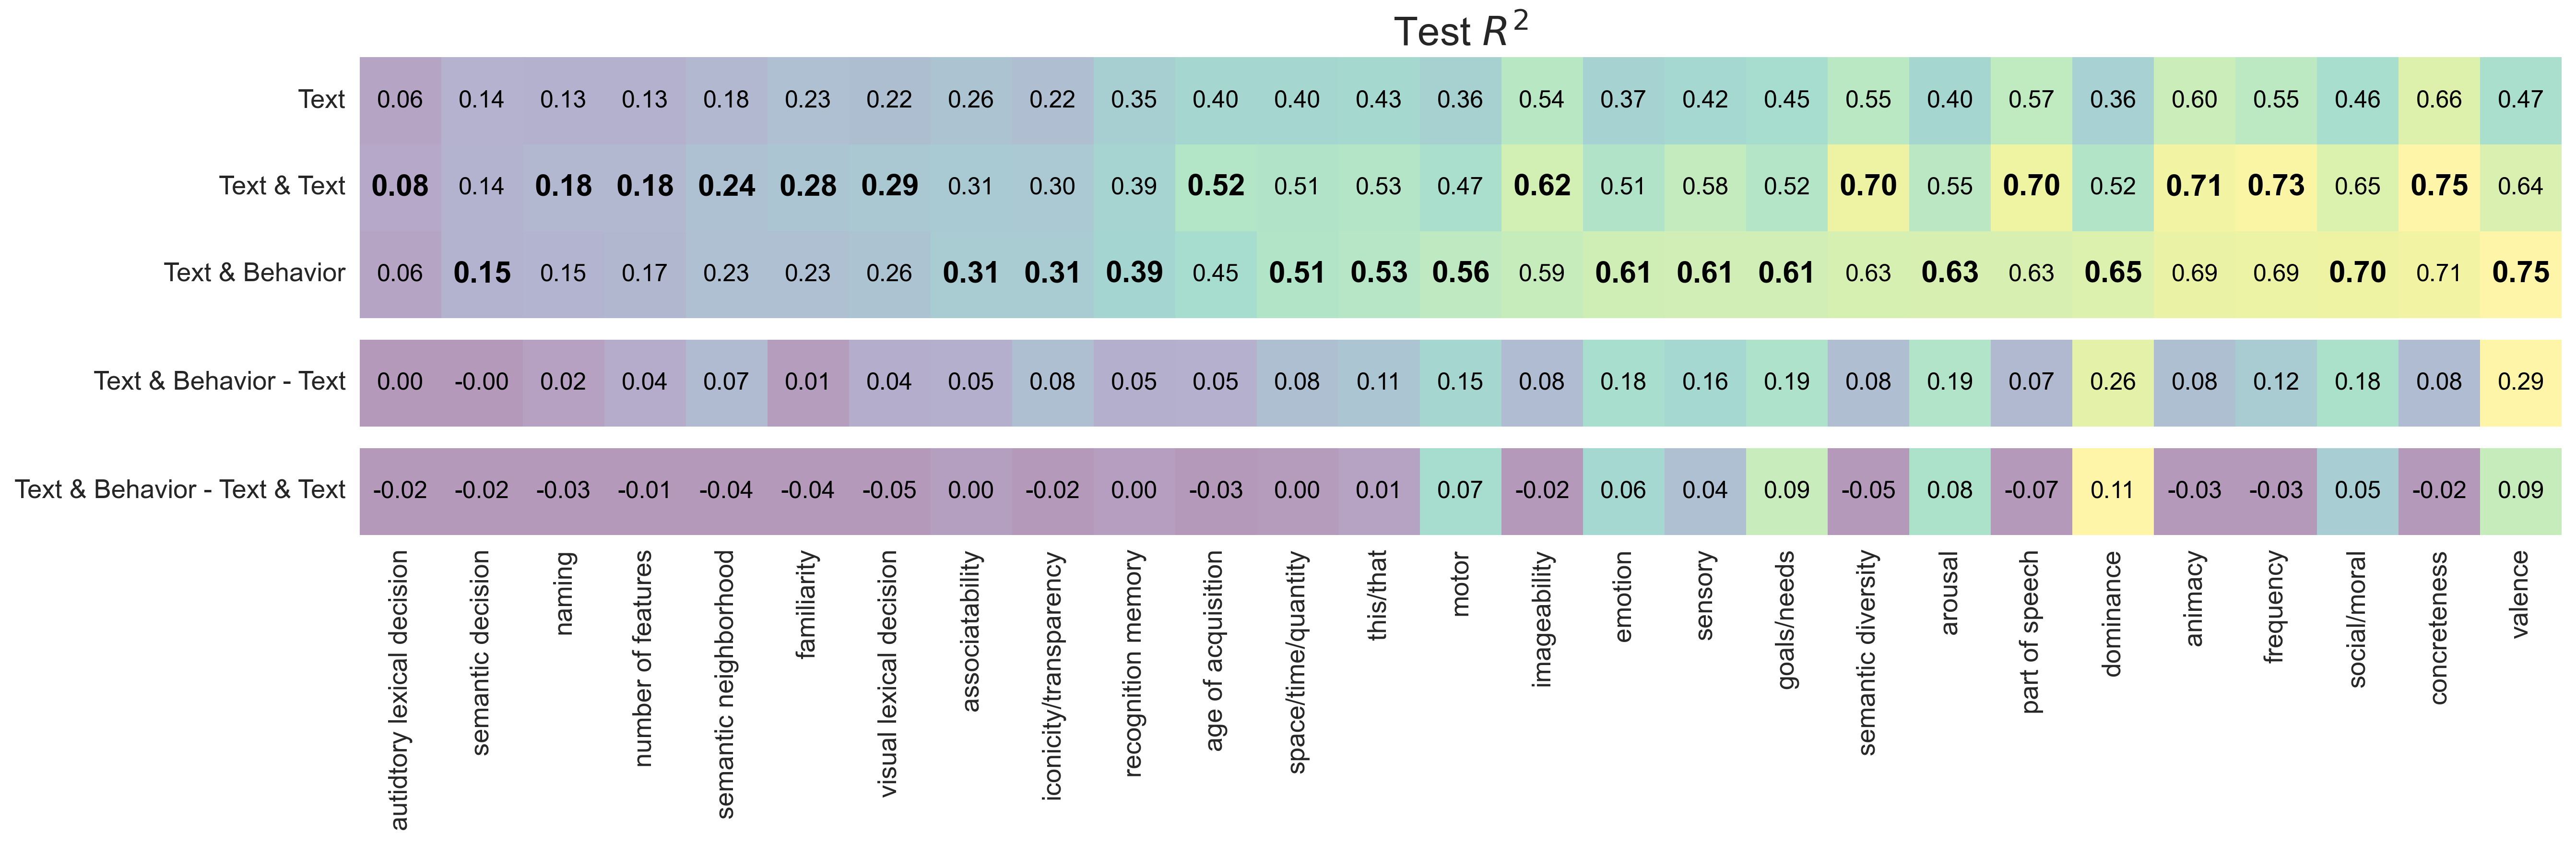 Test R²
Text 0.06 0.14 0.13 0.13 0.18 0.23 0.22 0.26 0.22 0.35 0.40 0.40 0.43 0.36 0.54 0.37 0.42 0.45 0.55 0.40 0.57 0.36 0.60 0.55 0.46 0.66 0.47
Text & Text 0.08 0.14 0.18 0.18 0.24 0.28 0.29 0.31 0.30 0.39 0.52 0.51 0.53 0.47 0.62 0.51 0.58 0.52 0.70 0.55 0.70 0.52 0.71 0.73 0.65 0.75 0.64
Text & Behavior 0.06 0.15 0.15 0.17 0.23 0.23 0.26 0.31 0.31 0.39 0.45 0.51 0.53 0.56 0.59 0.61 0.61 0.61 0.63 0.63 0.63 0.65 0.69 0.69 0.70 0.71 0.75
Text & Behavior - Text 0.00 -0.00 0.02 0.04 0.07 0.01 0.04 0.05 0.08 0.05 0.05 0.08 0.11 0.15 0.08 0.18 0.16 0.19 0.08 0.19 0.07 0.26 0.08 0.12 0.18 0.08 0.29
Text & Behavior - Text & Text -0.02 -0.02 -0.03 -0.01 -0.04 -0.04 -0.05 0.00 -0.02 0.00 -0.03 0.00 0.01 0.07 -0.02 0.06 0.04 0.09 -0.05 0.08 -0.07 0.11 -0.03 -0.03 0.05 -0.02 0.09
autidtory lexical decision
semantic decision
naming
number of features
semantic neighborhood
familiarity
visual lexical decision
associatability
iconicity/transparency
recognition memory
age of acquisition
space/time/quantity
this/that
motor
imageability
emotion
sensory
goals/needs
semantic diversity
arousal
part of speech
dominance
animacy
frequency
social/moral
concreteness
valence